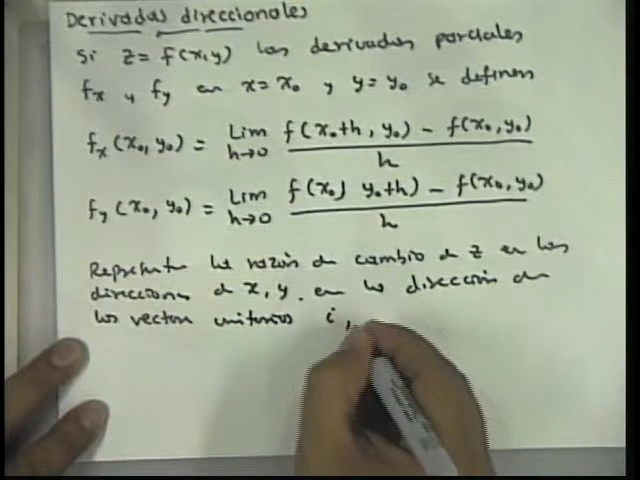 Derivadas direccionales
Si z = f(x,y) las derivadas parciales
fx y fy en x = x₀ y y = y₀ se definen
fx (x₀, y₀) = Lim h→0 f(x₀+h, y₀) − f(x₀, y₀) / h
fy (x₀, y₀) = Lim h→0 f(x₀, y₀+h) − f(x₀, y₀) / h
Representan la razón de cambio de z en las
direcciones de x, y. en la dirección de
los vectores unitarios i,